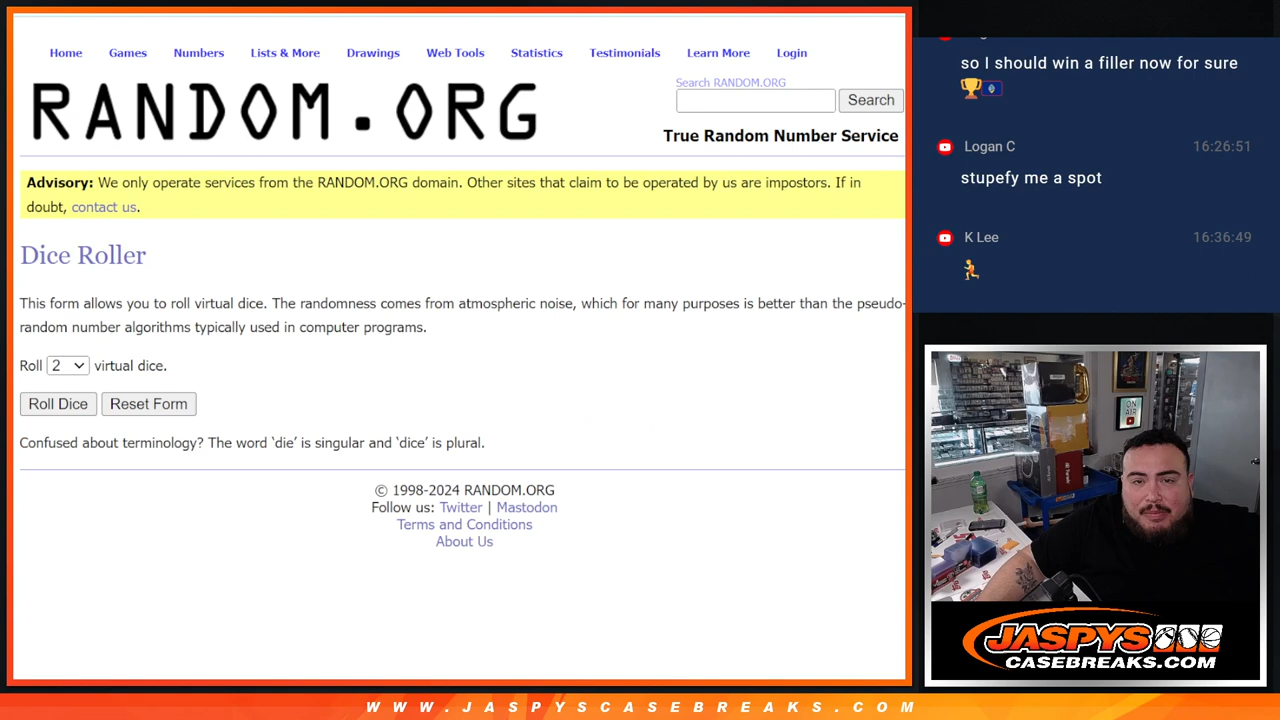 Home Games Numbers Lists & More Drawings Web Tools Statistics Testimonials Learn More Login
RANDOM.ORG
Search RANDOM.ORG
Search
True Random Number Service
Advisory: We only operate services from the RANDOM.ORG domain. Other sites that claim to be operated by us are impostors. If in
doubt, contact us.
Dice Roller
This form allows you to roll virtual dice. The randomness comes from atmospheric noise, which for many purposes is better than the pseudo-
random number algorithms typically used in computer programs.
Roll 2 virtual dice.
Roll Dice Reset Form
Confused about terminology? The word ‘die’ is singular and ‘dice’ is plural.
© 1998-2024 RANDOM.ORG
Follow us: Twitter | Mastodon
Terms and Conditions
About Us
so I should win a filler now for sure
Logan C 16:26:51
stupefy me a spot
K Lee 16:36:49
ON
AIR
JASPYS
CASEBREAKS.COM
WWW.JASPYSCASEBREAKS.COM